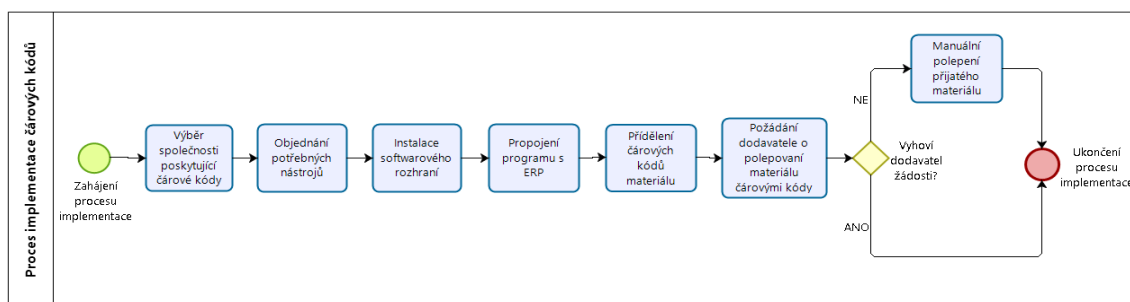 Proces implementace čárových kódů
Zahájení
procesu
implementace
Výběr
společnosti
poskytující
čárové kódy
Objednání
potřebných
nástrojů
Instalace
softwarového
rozhraní
Propojení
programu s
ERP
Přídělení
čárových
kódů
materiálu
Požádání
dodavatele o
polepovaní
materiálu
čárovými kódy
Vyhoví
dodavatel
žádosti?
NE
Manuální
polepení
přijatého
materiálu
ANO
Ukončení
procesu
implementace